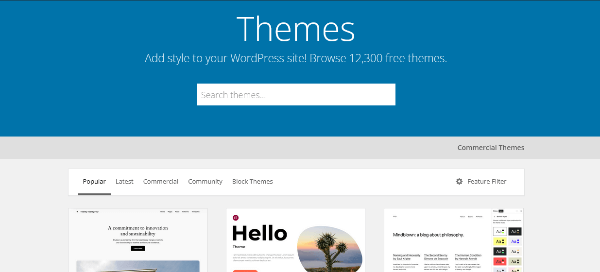 Themes
Add style to your WordPress site! Browse 12,300 free themes.
Search themes...
Commercial Themes
Popular Latest Commercial Community Block Themes Feature Filter
A commitment to innovation
and sustainability
Hello
Theme
Mindblown: a blog about philosophy.